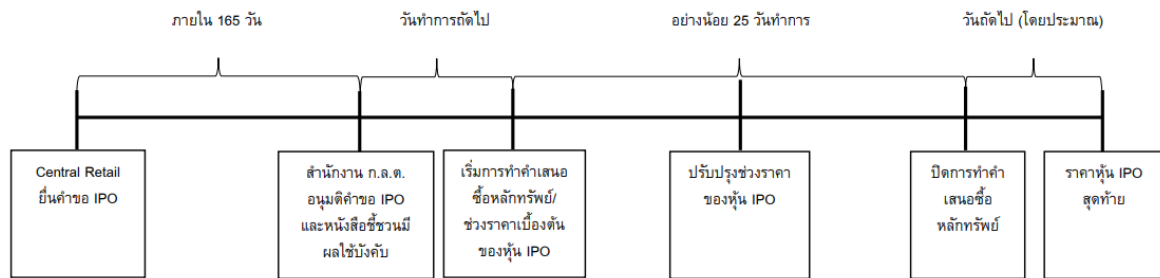 ภายใน 165 วัน
วันทำการถัดไป
อย่างน้อย 25 วันทำการ
วันถัดไป (โดยประมาณ)
Central Retail
ยื่นคำขอ IPO
สำนักงาน ก.ล.ต.
อนุมัติคำขอ IPO
และหนังสือชี้ชวนมี
ผลใช้บังคับ
เริ่มการทำคำเสนอ
ซื้อหลักทรัพย์/
ช่วงราคาเบื้องต้น
ของหุ้น IPO
ปรับปรุงช่วงราคา
ของหุ้น IPO
ปิดการทำคำ
เสนอซื้อ
หลักทรัพย์
ราคาหุ้น IPO
สุดท้าย